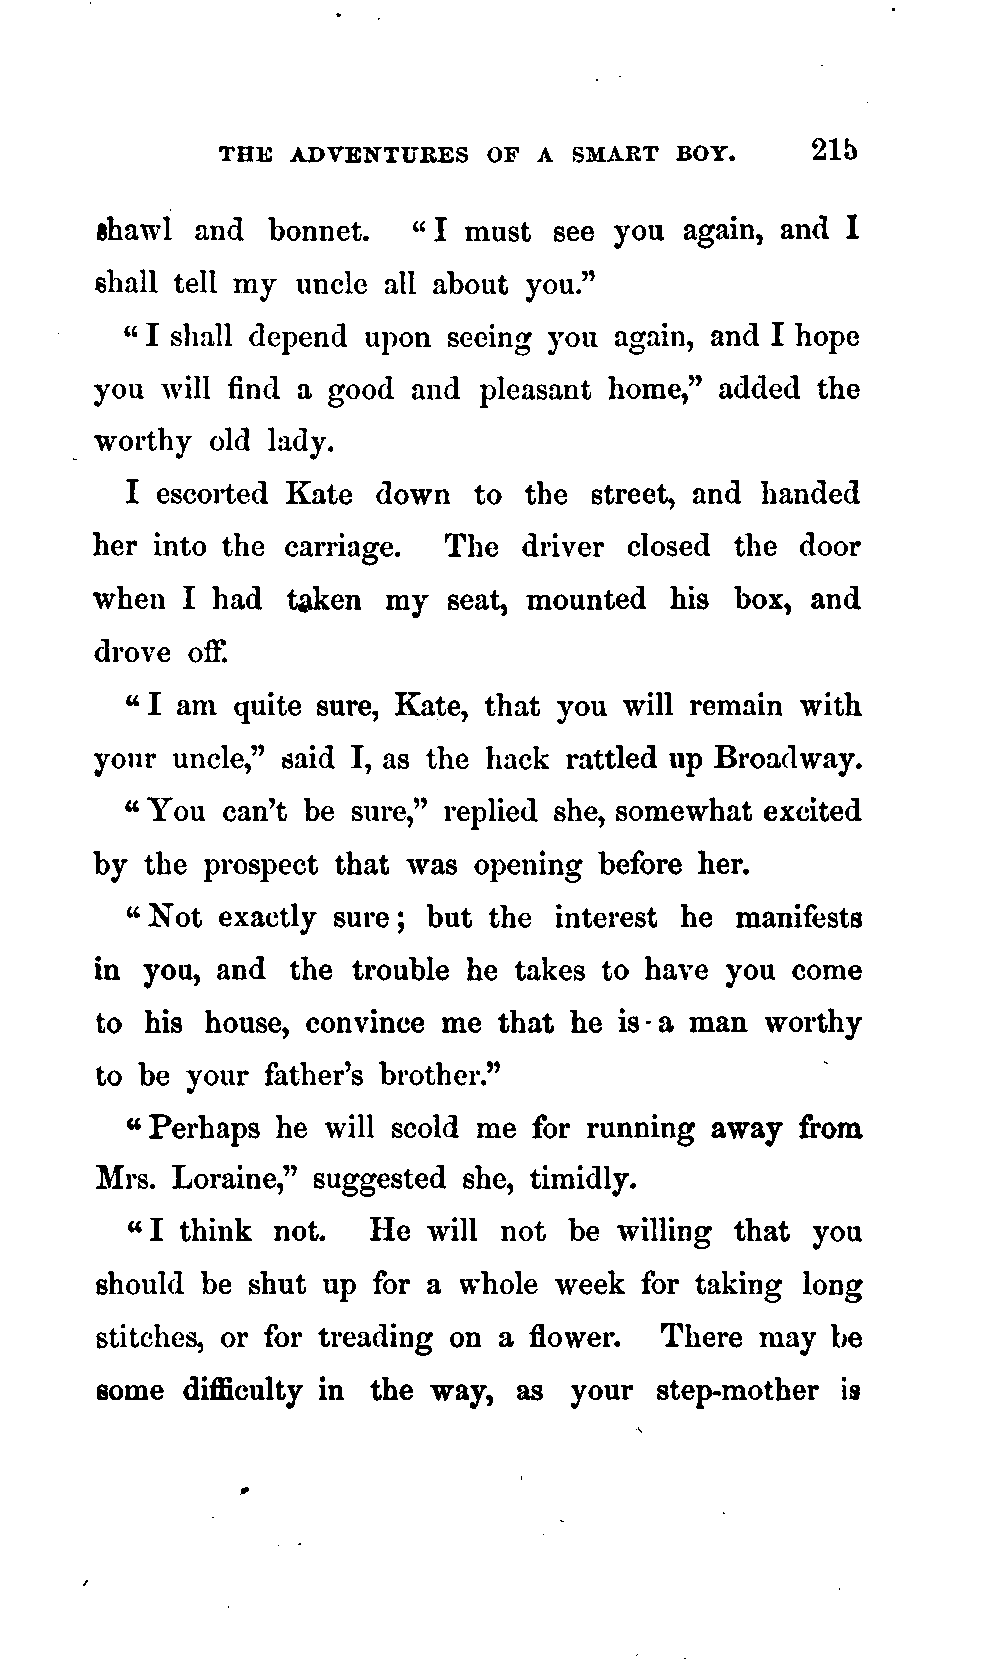 THE ADVENTURES OF A SMART BOY. 215
shawl and bonnet. “I must see you again, and I
shall tell my uncle all about you.”
“I shall depend upon seeing you again, and I hope
you will find a good and pleasant home,” added the
worthy old lady.
I escorted Kate down to the street, and handed
her into the carriage. The driver closed the door
when I had taken my seat, mounted his box, and
drove off.
“I am quite sure, Kate, that you will remain with
your uncle,” said I, as the hack rattled up Broadway.
“You can’t be sure,” replied she, somewhat excited
by the prospect that was opening before her.
“Not exactly sure; but the interest he manifests
in you, and the trouble he takes to have you come
to his house, convince me that he is a man worthy
to be your father’s brother.”
“Perhaps he will scold me for running away from
Mrs. Loraine,” suggested she, timidly.
“I think not. He will not be willing that you
should be shut up for a whole week for taking long
stitches, or for treading on a flower. There may be
some difficulty in the way, as your step-mother is